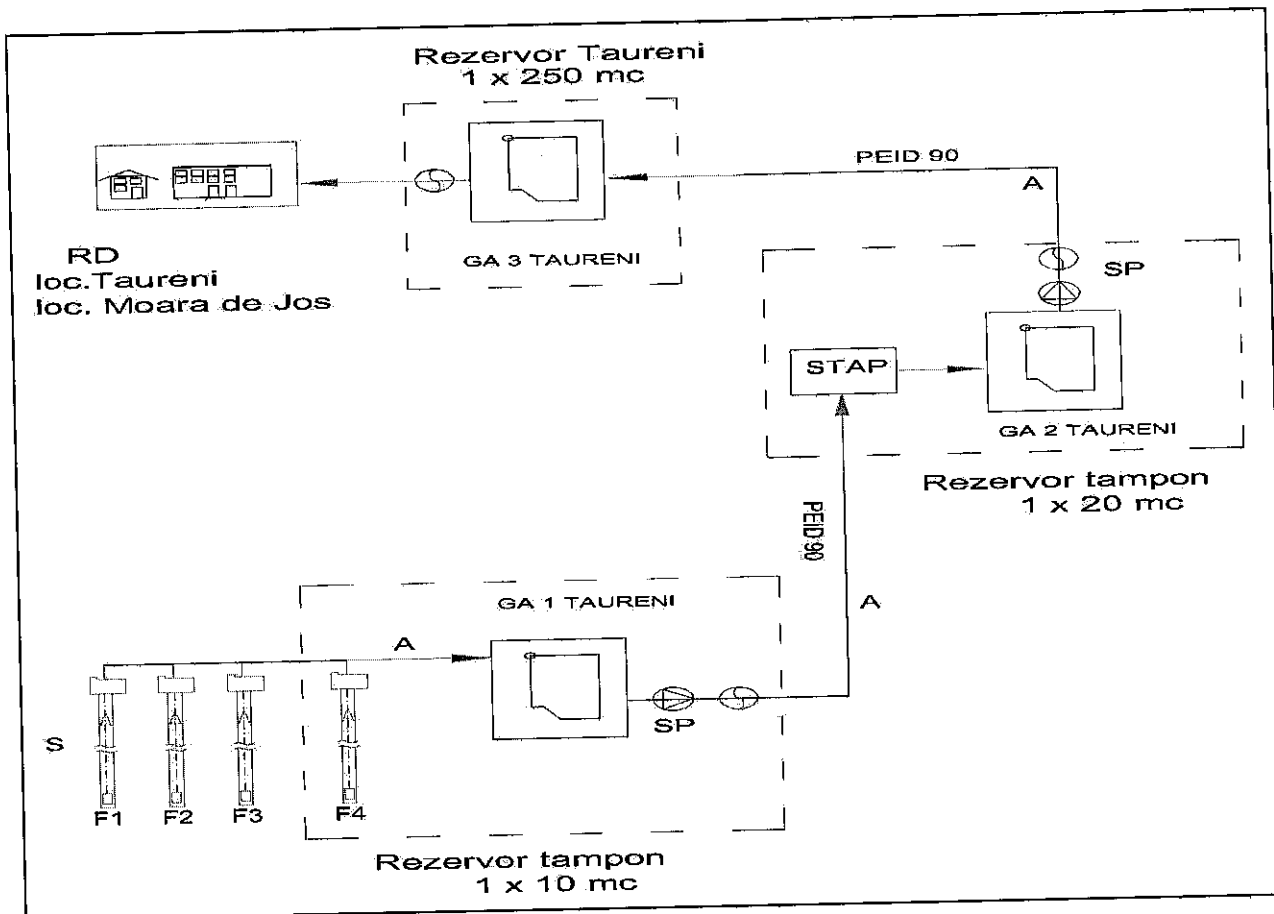 Rezervor Taureni
1 x 250 mc
PEID 90
A
RD
loc.Taureni
loc. Moara de Jos
GA 3 TAURENI
SP
STAP
GA 2 TAURENI
Rezervor tampon
1 x 20 mc
PEID 90
GA 1 TAURENI
A
A
SP
S
F1
F2
F3
F4
Rezervor tampon
1 x 10 mc